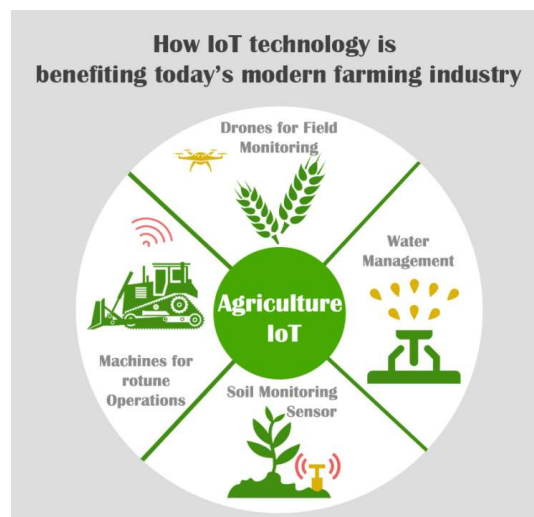 How IoT technology is
benefiting today's modern farming industry
Drones for Field
Monitoring
Water
Management
Agriculture
IoT
Machines for
rotune
Operations
Soil Monitoring
Sensor